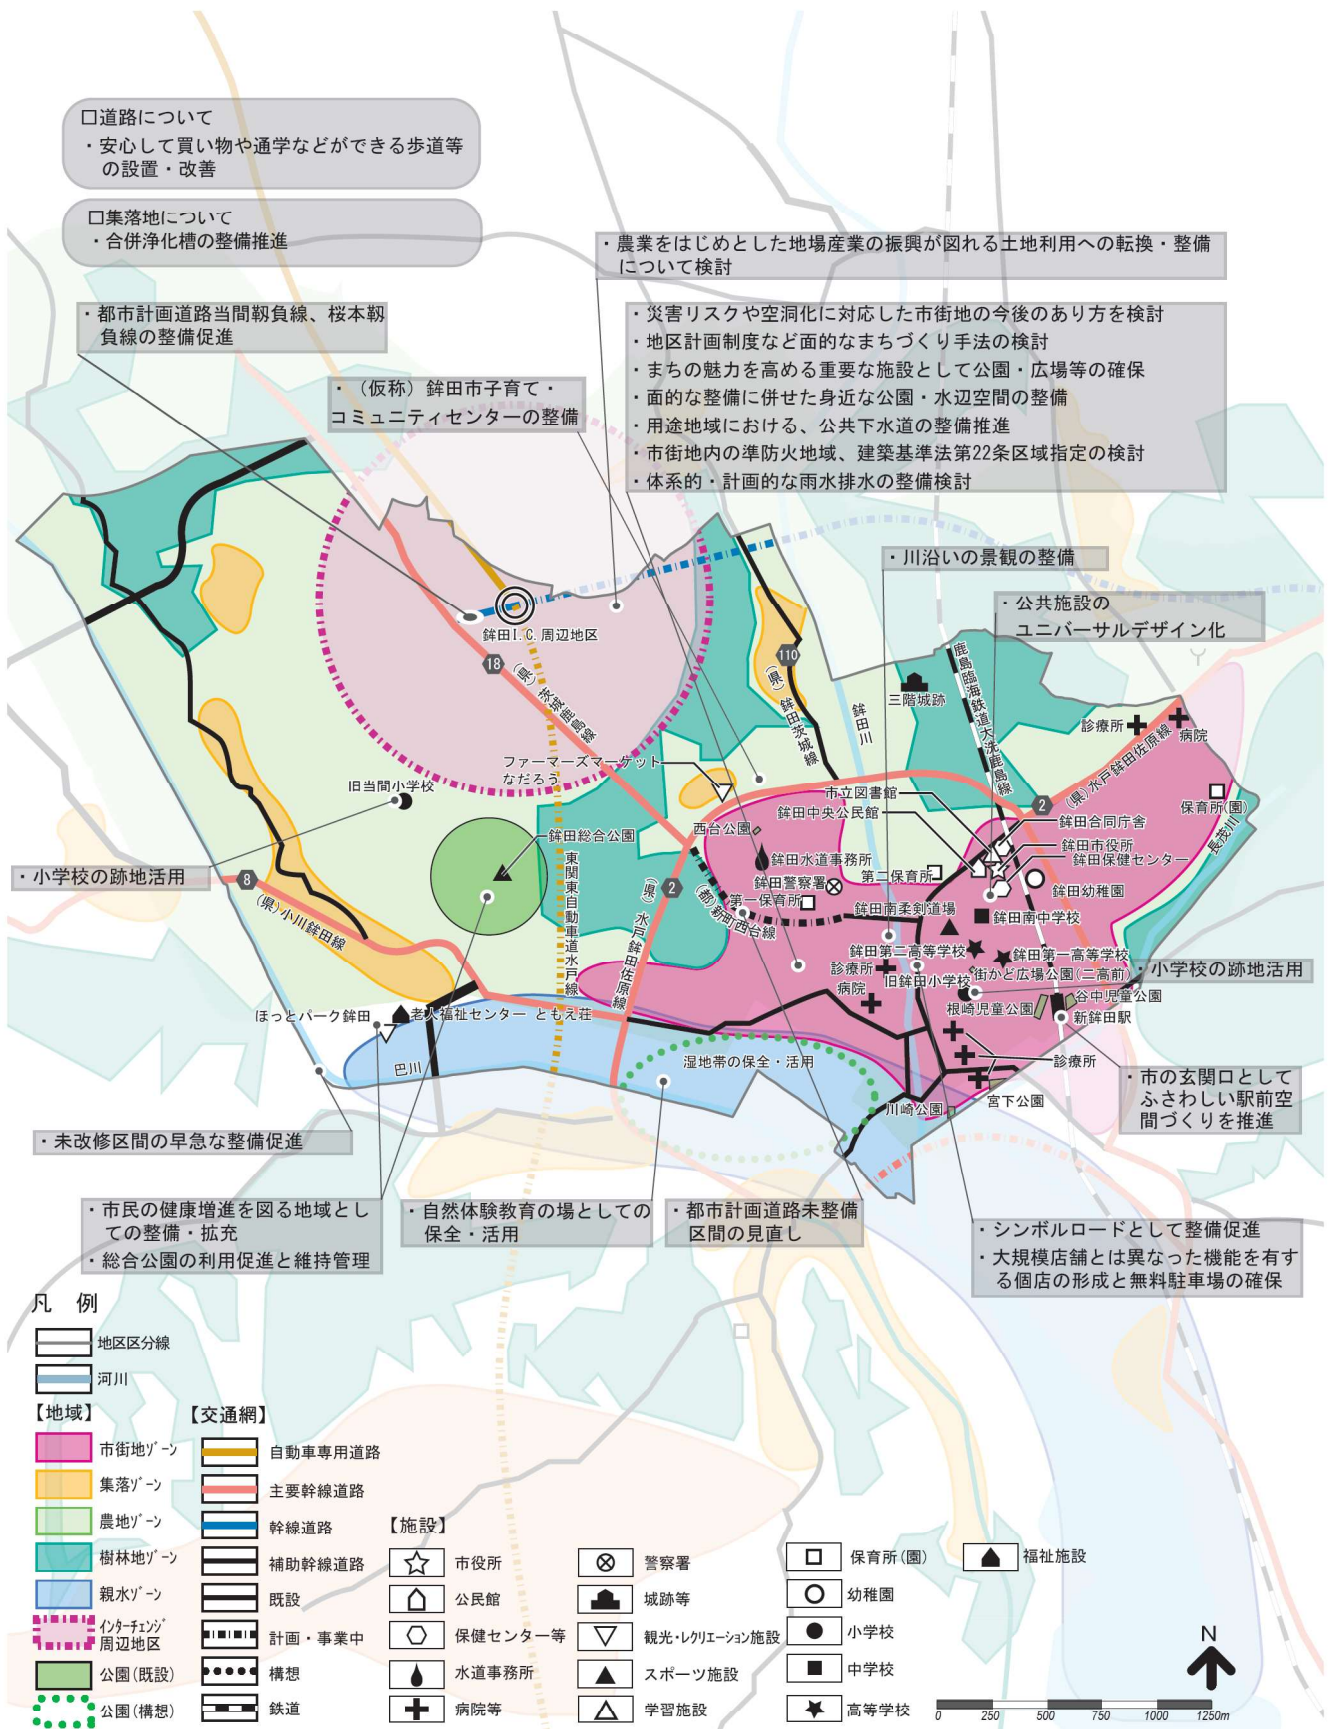 □道路について
・安心して買い物や通学などができる歩道等
の設置・改善
□集落地について
・合併浄化槽の整備推進
・農業をはじめとした地場産業の振興が図れる土地利用への転換・整備
について検討
・都市計画道路当間靱負線、桜本靱
負線の整備促進
・災害リスクや空洞化に対応した市街地の今後のあり方を検討
・地区計画制度など面的なまちづくり手法の検討
・まちの魅力を高める重要な施設として公園・広場等の確保
・面的な整備に併せた身近な公園・水辺空間の整備
・用途地域における、公共下水道の整備推進
・市街地内の準防火地域、建築基準法第22条区域指定の検討
・体系的・計画的な雨水排水の整備検討
・（仮称）鉾田市子育て・
コミュニティセンターの整備
・川沿いの景観の整備
・公共施設の
ユニバーサルデザイン化
鉾田I.C.周辺地区
18
(県)茨城鹿島線
110
(県)鉾田茨城線
鉾田川
三階城跡
鹿島臨海鉄道大洗鹿島線
診療所
病院
(県)水戸鉾田佐原線
2
保育所(園)
長茂川
ファーマーズマーケット
なだろう
旧当間小学校
市立図書館
鉾田中央公民館
鉾田合同庁舎
鉾田市役所
鉾田保健センター
西台公園
鉾田総合公園
鉾田水道事務所
鉾田警察署
第二保育所
第一保育所
鉾田幼稚園
・小学校の跡地活用
8
(県)小川鉾田線
東関東自動車道水戸線
2
(県)水戸鉾田佐原線
(都)新町西台線
鉾田南柔剣道場
鉾田南中学校
鉾田第二高等学校
鉾田第一高等学校
診療所
旧鉾田小学校
街かど広場公園(二高前)
・小学校の跡地活用
病院
根崎児童公園
谷中児童公園
新鉾田駅
ほっとパーク鉾田
老人福祉センター ともえ荘
巴川
湿地帯の保全・活用
診療所
川崎公園
宮下公園
・市の玄関口として
ふさわしい駅前空
間づくりを推進
・未改修区間の早急な整備促進
・市民の健康増進を図る地域とし
ての整備・拡充
・総合公園の利用促進と維持管理
・自然体験教育の場としての
保全・活用
・都市計画道路未整備
区間の見直し
・シンボルロードとして整備促進
・大規模店舗とは異なった機能を有す
る個店の形成と無料駐車場の確保
凡 例
地区区分線
河川
【地域】
市街地ゾーン
集落ゾーン
農地ゾーン
樹林地ゾーン
親水ゾーン
インターチェンジ
周辺地区
公園(既設)
公園(構想)
【交通網】
自動車専用道路
主要幹線道路
幹線道路
補助幹線道路
既設
計画・事業中
構想
鉄道
【施設】
市役所
公民館
保健センター等
水道事務所
病院等
警察署
城跡等
観光・レクリエーション施設
スポーツ施設
学習施設
保育所(園)
幼稚園
小学校
中学校
高等学校
福祉施設
N
0 250 500 750 1000 1250m